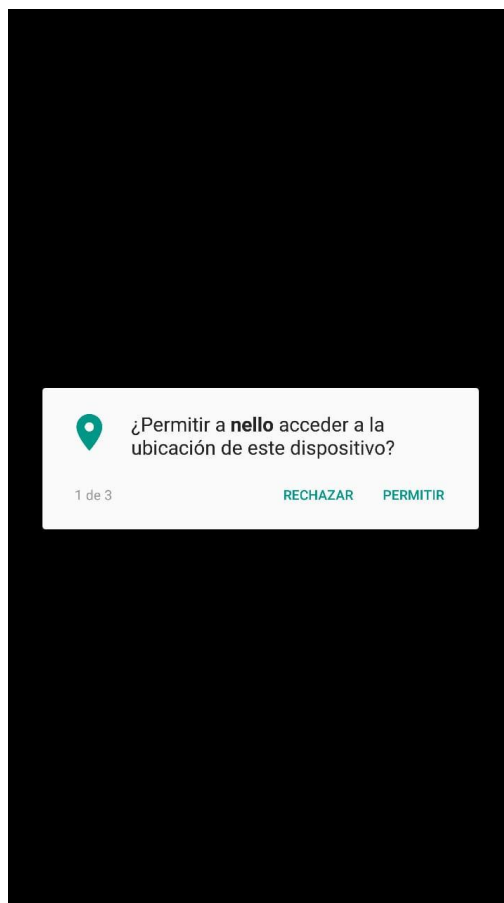 ¿Permitir a nello acceder a la
ubicación de este dispositivo?
1 de 3
RECHAZAR
PERMITIR